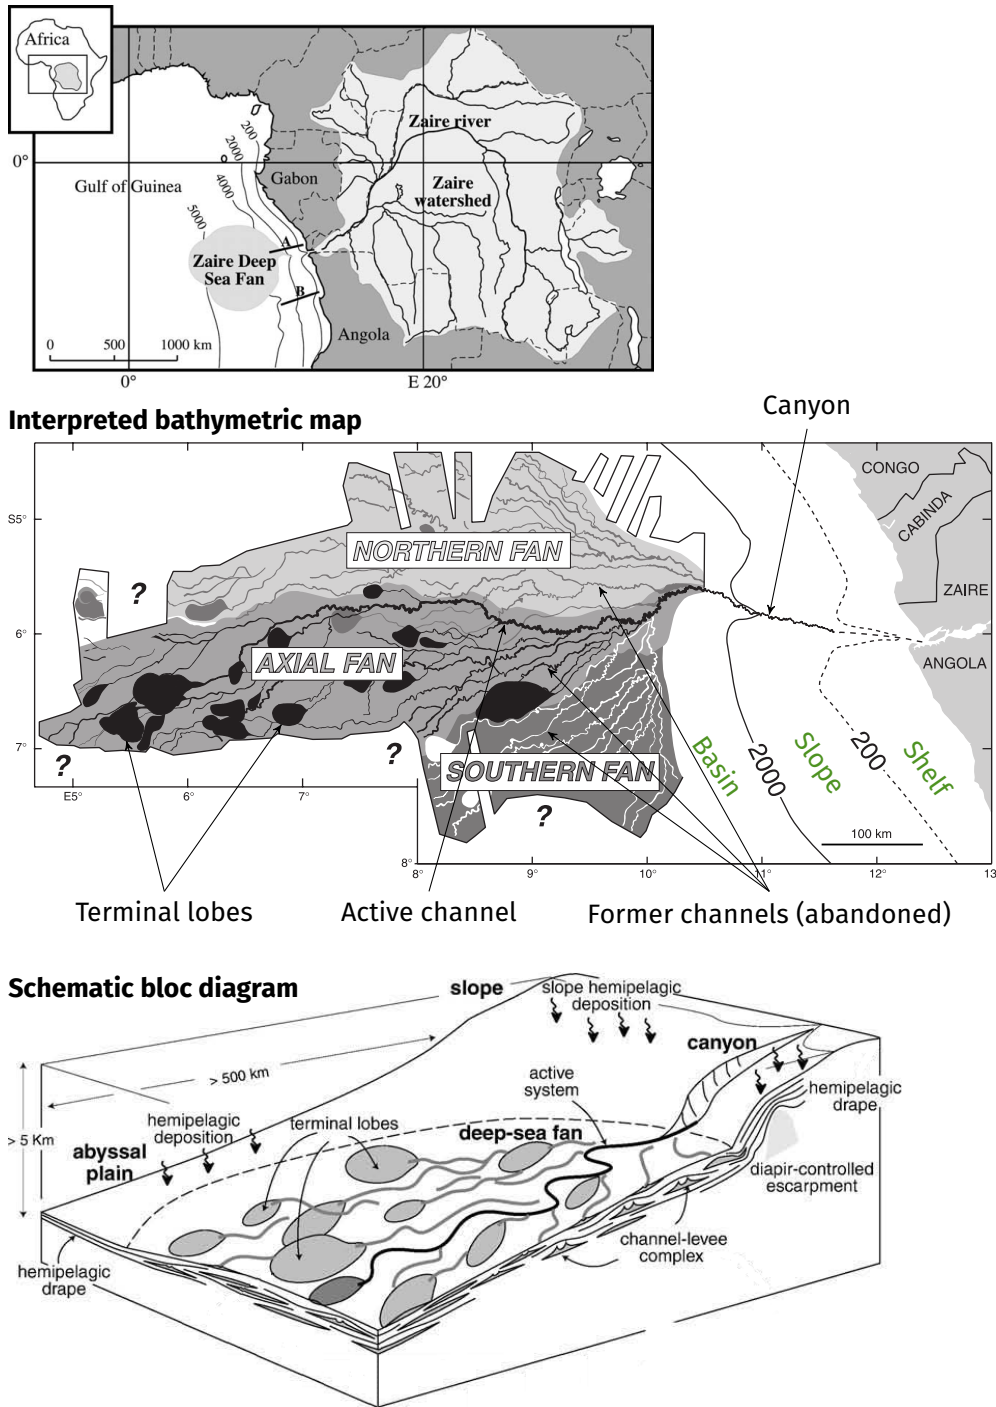 Africa
200
2000
4000
5000
0°
Gulf of Guinea
Gabon
Zaire river
Zaire
watershed
A
Zaire Deep
Sea Fan
B
Angola
0 500 1000 km
0° E 20°
Canyon
Interpreted bathymetric map
CONGO
CABINDA
ZAIRE
ANGOLA
S5°
6°
7°
8°
NORTHERN FAN
?
AXIAL FAN
?
?
SOUTHERN FAN
?
Basin
2000
Slope
200
Shelf
100 km
E5° 6° 7°
8° 9° 10° 11° 12° 13
Terminal lobes
Active channel
Former channels (abandoned)
Schematic bloc diagram
slope
slope hemipelagic
deposition
canyon
> 500 km
active
system
hemipelagic
drape
> 5 Km
hemipelagic
deposition
terminal lobes
deep-sea fan
abyssal
plain
diapir-controlled
escarpment
channel-levee
complex
hemipelagic
drape